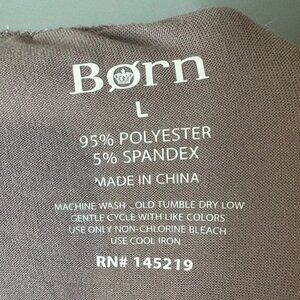 Børn
L
95% POLYESTER
5% SPANDEX
MADE IN CHINA
MACHINE WASH COLD TUMBLE DRY LOW
GENTLE CYCLE WITH LIKE COLORS
USE ONLY NON-CHLORINE BLEACH
USE COOL IRON
RN# 145219